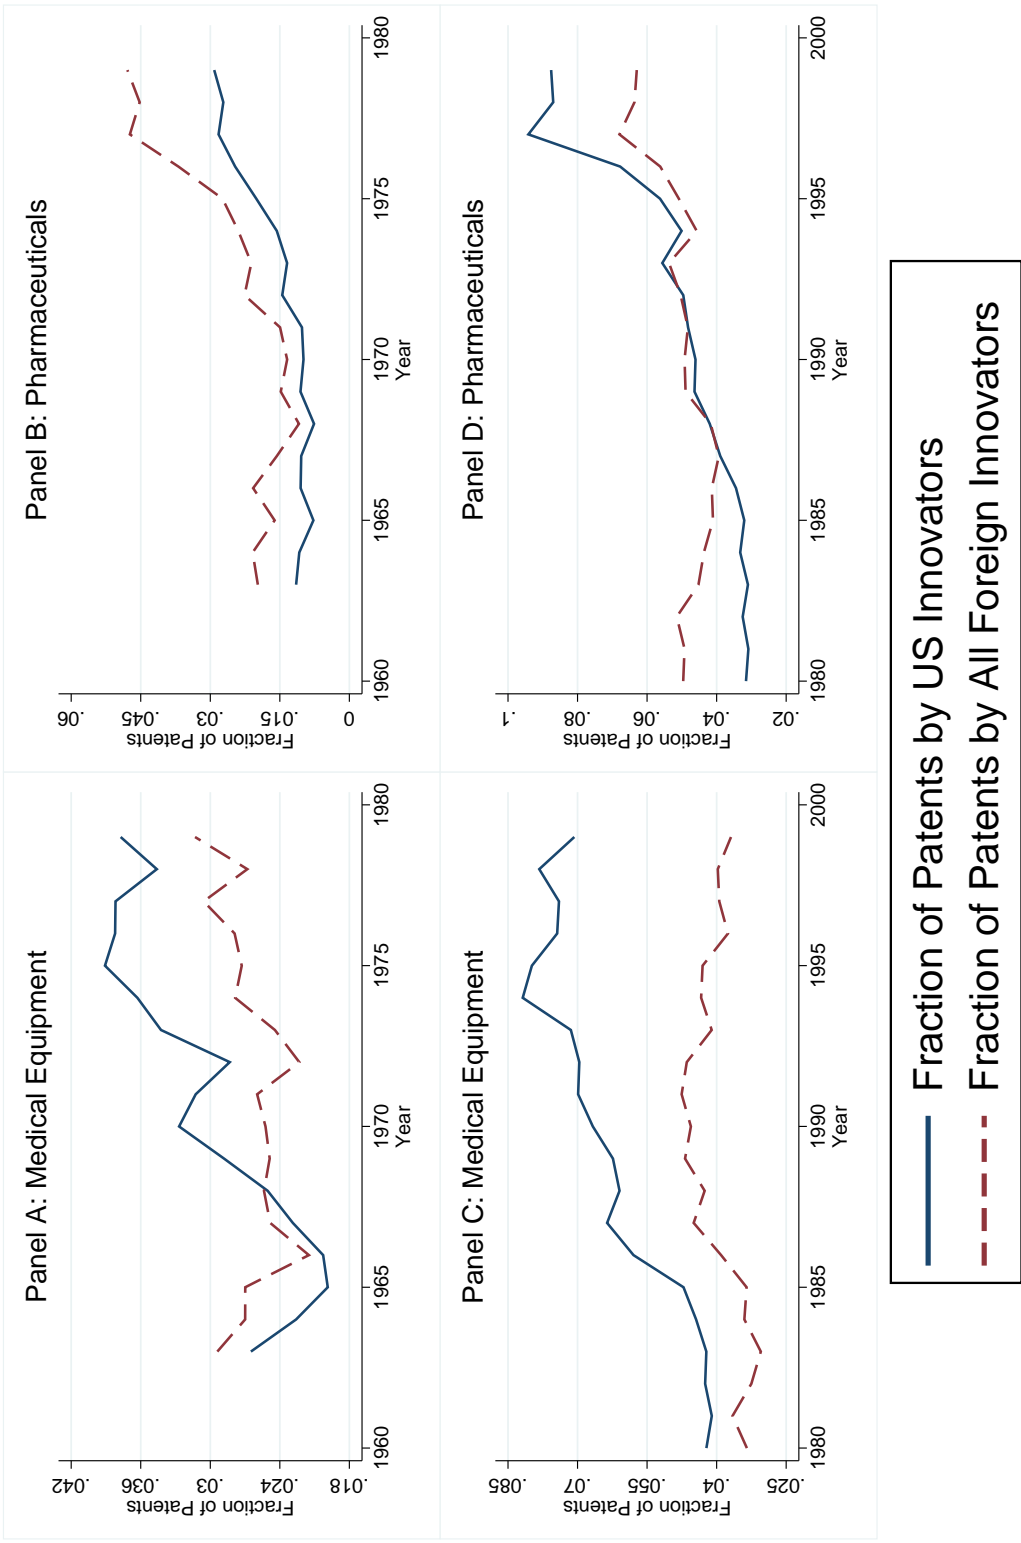 Panel A: Medical Equipment
Fraction of Patents
.042
.036
.03
.024
.018
1960
1965
1970
1975
1980
Year
Panel B: Pharmaceuticals
Fraction of Patents
.06
.045
.03
.015
0
1960
1965
1970
1975
1980
Year
Panel C: Medical Equipment
Fraction of Patents
.085
.07
.055
.04
.025
1980
1985
1990
1995
2000
Year
Panel D: Pharmaceuticals
Fraction of Patents
.1
.08
.06
.04
.02
1980
1985
1990
1995
2000
Year
Fraction of Patents by US Innovators
Fraction of Patents by All Foreign Innovators